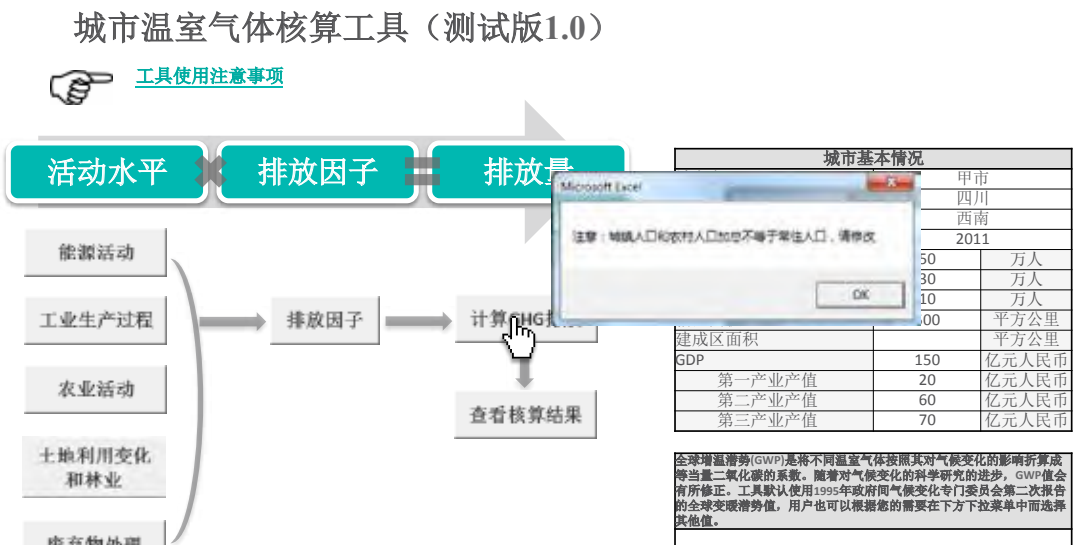 城市温室气体核算工具（测试版1.0）
工具使用注意事项
活动水平
排放因子
排放量
能源活动
工业生产过程
农业活动
土地利用变化
和林业
废弃物处理
排放因子
计算GHG
查看核算结果
Microsoft Excel
注意：城镇人口和农村人口加总不等于常住人口，请修改
OK
城市基本情况
甲市
四川
西南
2011
50 万人
30 万人
10 万人
00 平方公里
建成区面积 平方公里
GDP 150 亿元人民币
第一产业产值 20 亿元人民币
第二产业产值 60 亿元人民币
第三产业产值 70 亿元人民币
全球增温潜势(GWP)是将不同温室气体按照其对气候变化的影响折算成
等当量二氧化碳的系数。随着对气候变化的科学研究的进步，GWP值会
有所修正。工具默认使用1995年政府间气候变化专门委员会第二次报告
的全球变暖潜势值，用户也可以根据您的需要在下方下拉菜单中而选择
其他值。